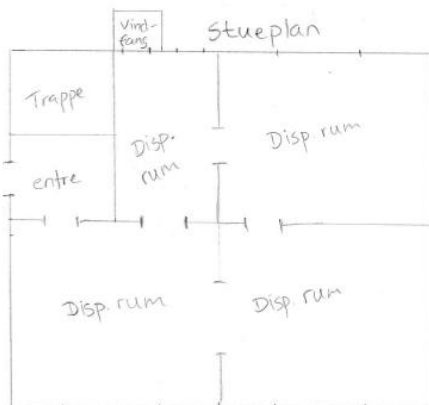 Vind-
fang
Stueplan
Trappe
Disp.
rum
Disp. rum
entre
Disp. rum
Disp. rum